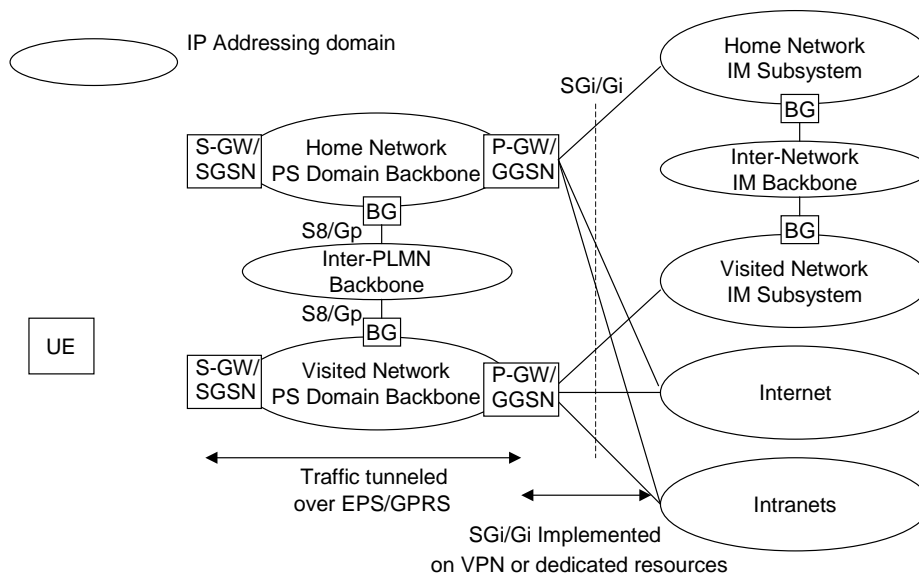 IP Addressing domain
Home Network
IM Subsystem
SGi/Gi
BG
S-GW/
SGSN
Home Network
PS Domain Backbone
P-GW/
GGSN
Inter-Network
IM Backbone
BG
S8/Gp
BG
Inter-PLMN
Backbone
Visited Network
IM Subsystem
S8/Gp
BG
UE
S-GW/
SGSN
Visited Network
PS Domain Backbone
P-GW/
GGSN
Internet
Traffic tunneled
over EPS/GPRS
Intranets
SGi/Gi Implemented
on VPN or dedicated resources